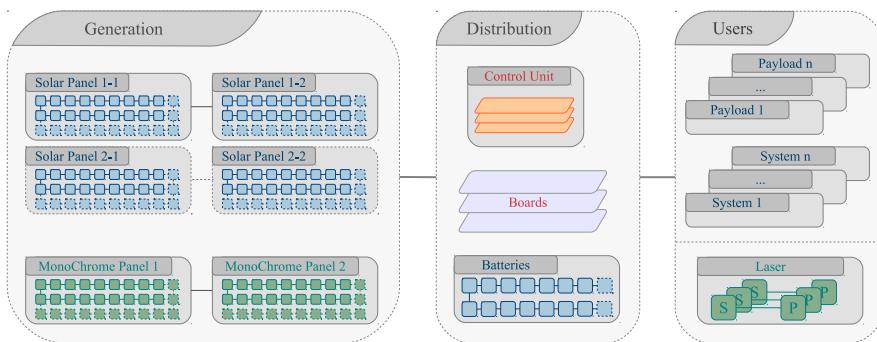 Generation
Solar Panel 1-1
Solar Panel 1-2
Solar Panel 2-1
Solar Panel 2-2
MonoChrome Panel 1
MonoChrome Panel 2
Distribution
Control Unit
Boards
Batteries
Users
Payload n
...
Payload 1
System n
...
System 1
Laser
S
S
S
P
P
P